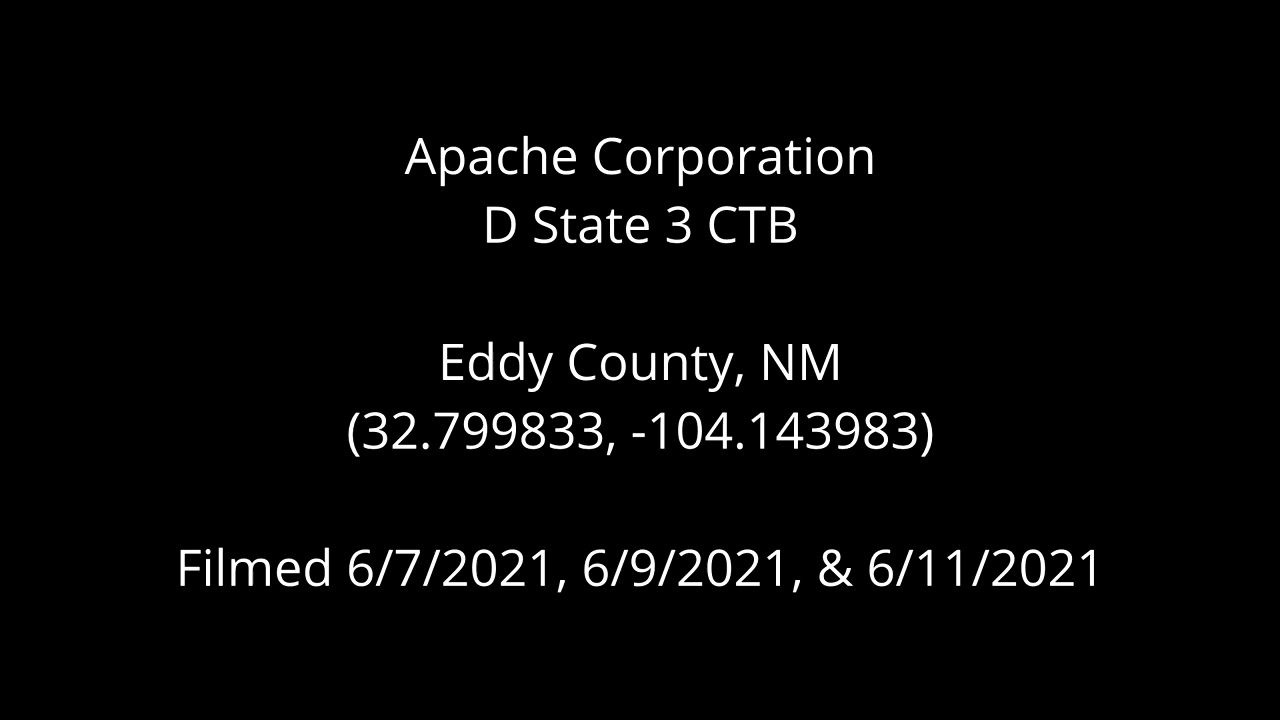 Apache Corporation
D State 3 CTB
Eddy County, NM
(32.799833, -104.143983)
Filmed 6/7/2021, 6/9/2021, & 6/11/2021